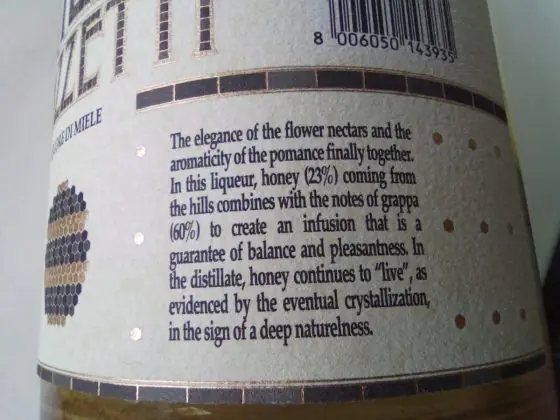 8 006050 143935
DI MIELE
The elegance of the flower nectars and the
aromaticity of the pomance finally together.
In this liqueur, honey (23%) coming from
the hills combines with the notes of grappa
(60%) to create an infusion that is a
guarantee of balance and pleasantness. In
the distillate, honey continues to “live”, as
evidenced by the eventual crystallization,
in the sign of a deep naturelness.